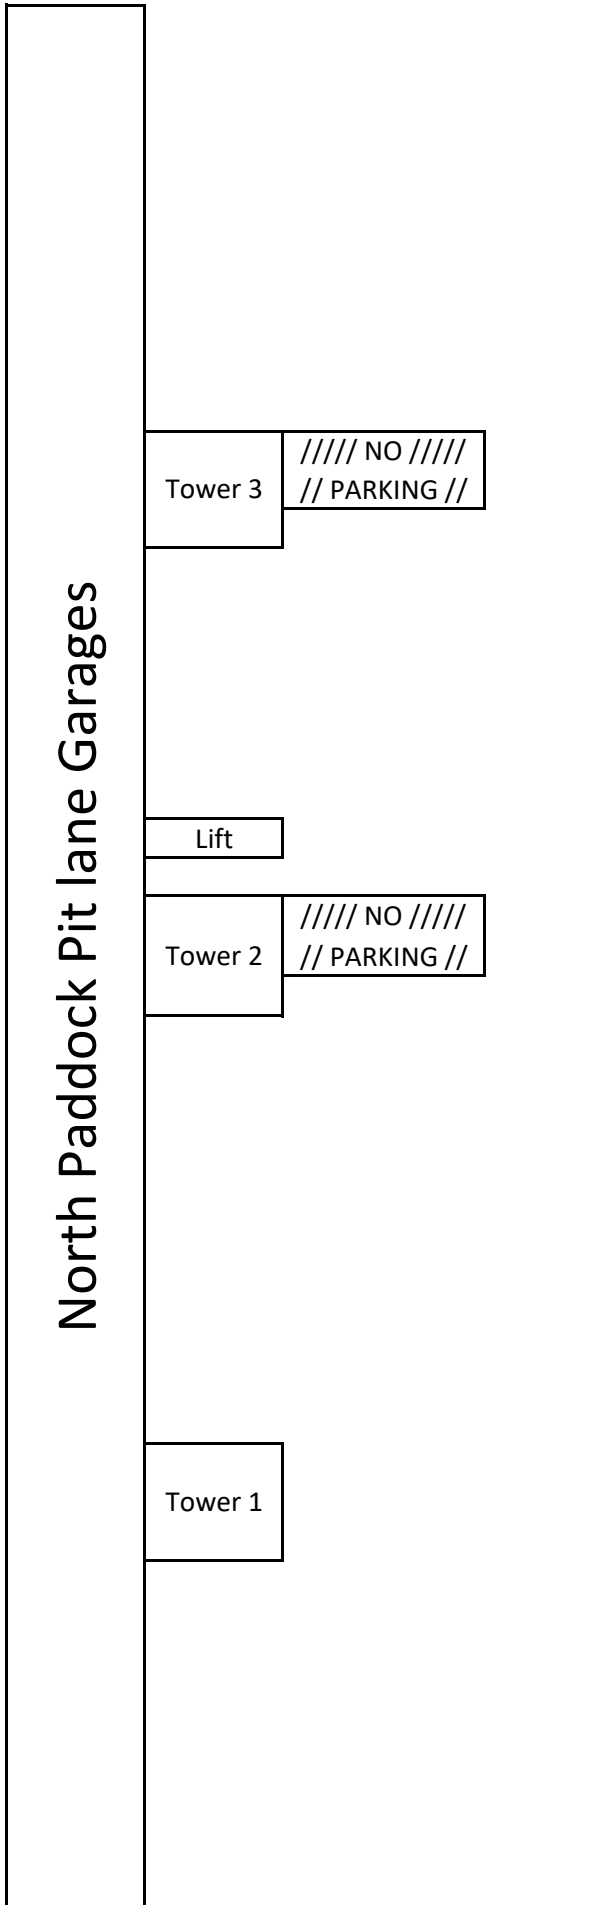 ///// NO /////
Tower 3
// PARKING //
North Paddock Pit lane Garages
Lift
///// NO /////
Tower 2
// PARKING //
Tower 1